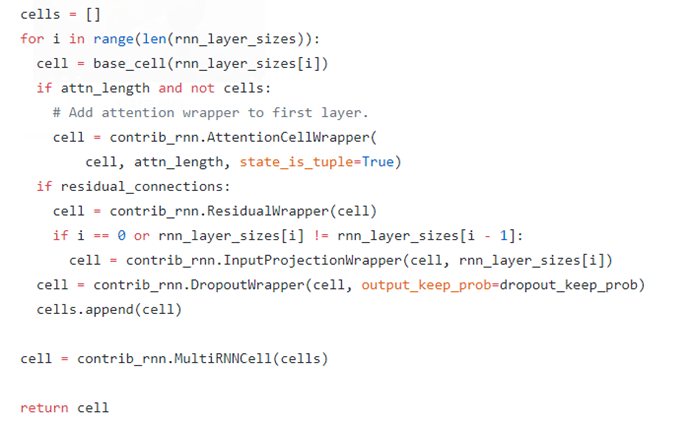 cells = []
for i in range(len(rnn_layer_sizes)):
  cell = base_cell(rnn_layer_sizes[i])
  if attn_length and not cells:
    # Add attention wrapper to first layer.
    cell = contrib_rnn.AttentionCellWrapper(
        cell, attn_length, state_is_tuple=True)
  if residual_connections:
    cell = contrib_rnn.ResidualWrapper(cell)
    if i == 0 or rnn_layer_sizes[i] != rnn_layer_sizes[i - 1]:
      cell = contrib_rnn.InputProjectionWrapper(cell, rnn_layer_sizes[i])
  cell = contrib_rnn.DropoutWrapper(cell, output_keep_prob=dropout_keep_prob)
  cells.append(cell)

cell = contrib_rnn.MultiRNNCell(cells)

return cell